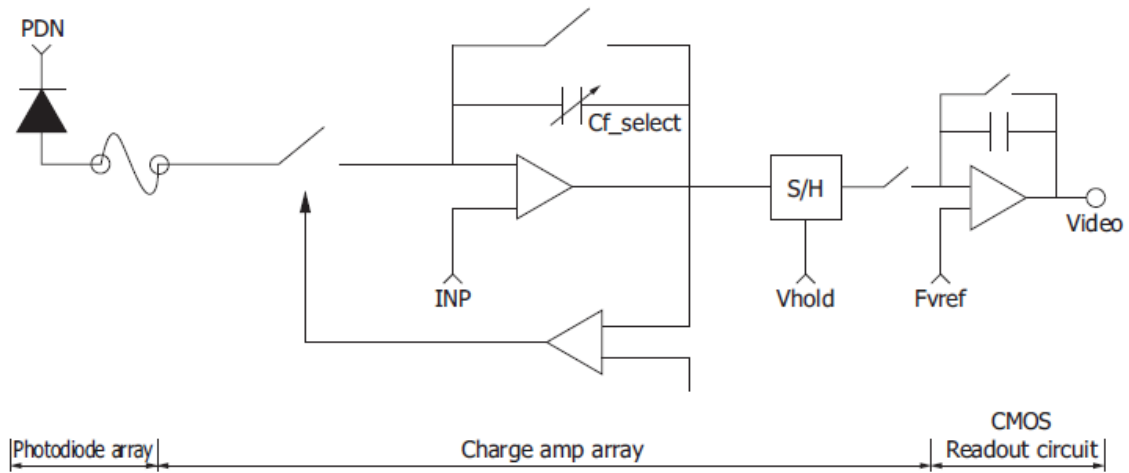 PDN
Cf_select
S/H
Video
INP
Vhold
Fvref
CMOS
Photodiode array
Charge amp array
Readout circuit